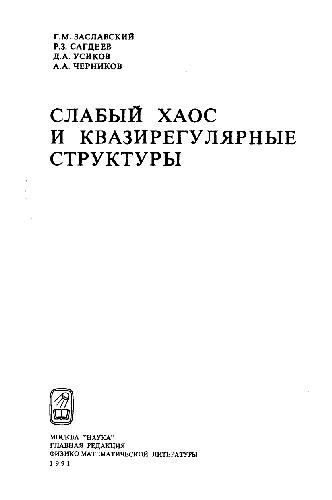 Г.М. ЗАСЛАВСКИЙ
Р.З. САГДЕЕВ
Д.А. УСИКОВ
А.А. ЧЕРНИКОВ
СЛАБЫЙ ХАОС
И КВАЗИРЕГУЛЯРНЫЕ
СТРУКТУРЫ
МОСКВА "НАУКА"
ГЛАВНАЯ РЕДАКЦИЯ
ФИЗИКО-МАТЕМАТИЧЕСКОЙ ЛИТЕРАТУРЫ
1991